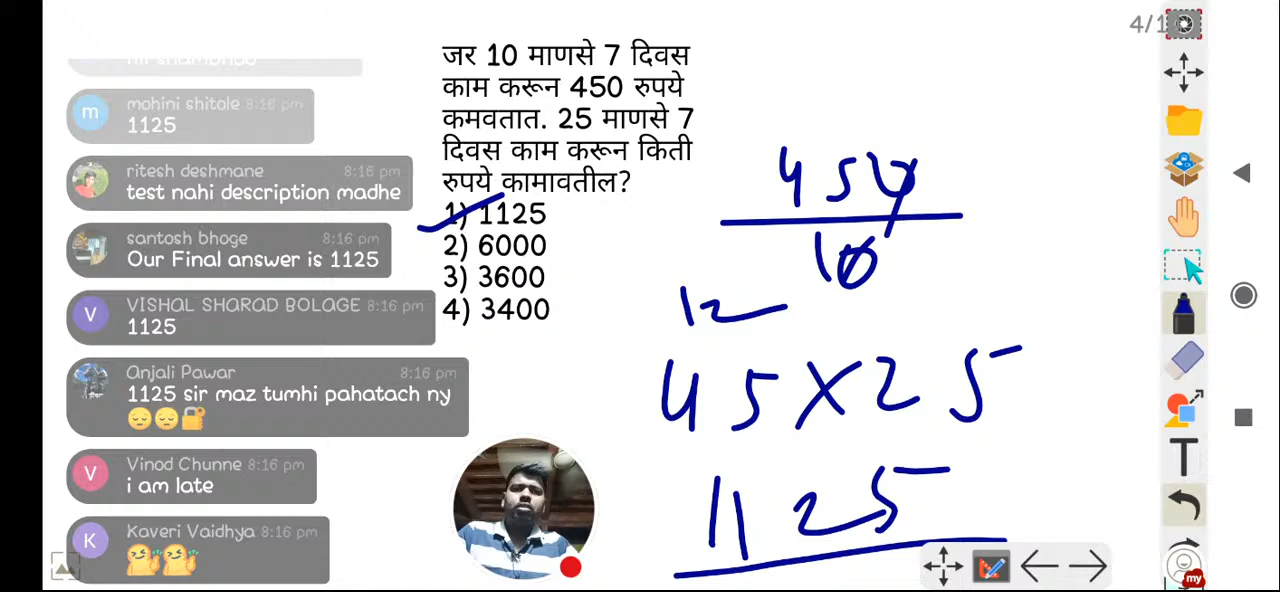 4/1
mohini shitole 8:16 pm
1125
ritesh deshmane 8:16 pm
test nahi description madhe
santosh bhoge 8:16 pm
Our Final answer is 1125
V
VISHAL SHARAD BOLAGE 8:16 pm
1125
Anjali Pawar 8:16 pm
1125 sir maz tumhi pahatach ny
V
Vinod Chunne 8:16 pm
i am late
K
Kaveri Vaidhya 8:16 pm
जर 10 माणसे 7 दिवस
काम करून 450 रुपये
कमवतात. 25 माणसे 7
दिवस काम करून किती
रुपये कामावतील?
1) 1125
2) 6000
3) 3600
4) 3400
450
10
12
45 X 25
1125
T
my